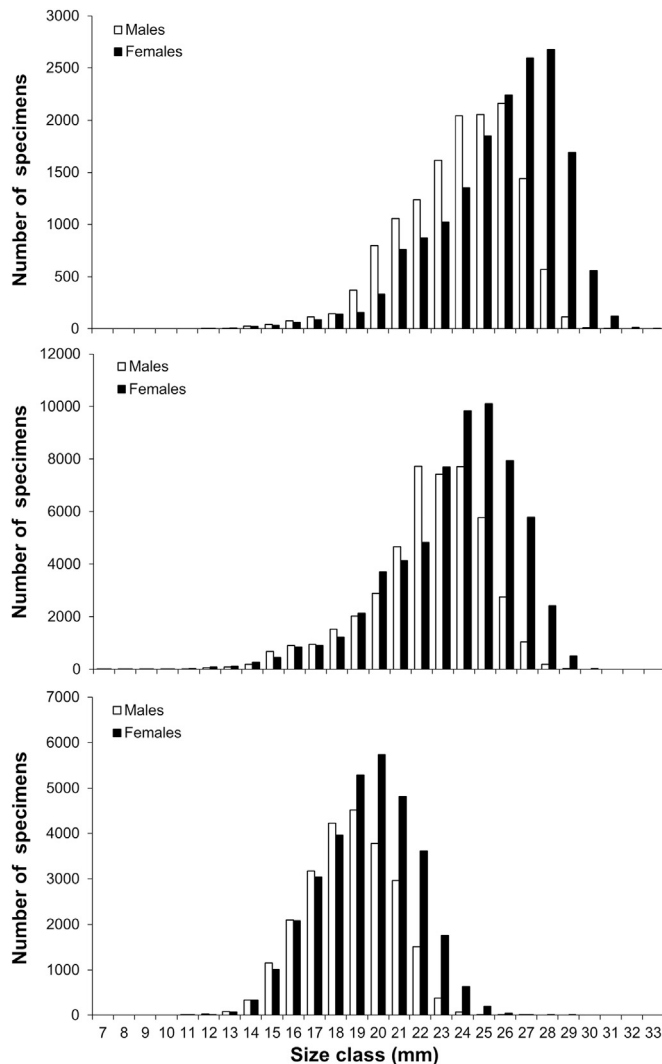 3000
2500
2000
1500
1000
500
0
Number of specimens
Males
Females
12000
10000
8000
6000
4000
2000
0
Number of specimens
Males
Females
7000
6000
5000
4000
3000
2000
1000
0
Number of specimens
Males
Females
7 8 9 10 11 12 13 14 15 16 17 18 19 20 21 22 23 24 25 26 27 28 29 30 31 32 33
Size class (mm)